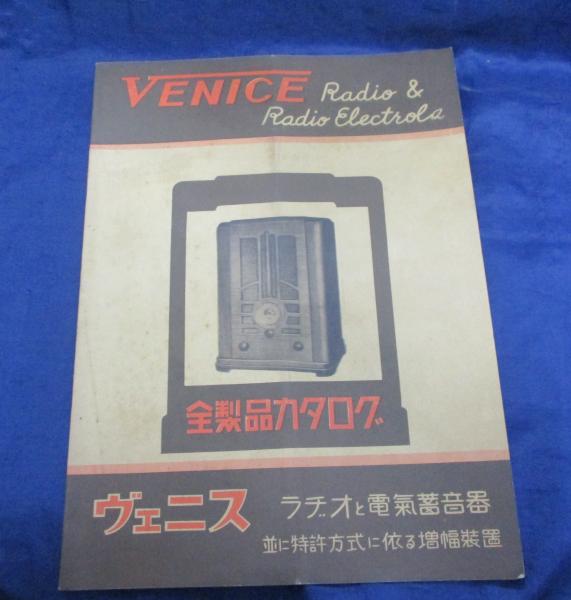 VENICE Radio &
Radio Electrola
全製品カタログ
ヴェニス ラヂオと電氣蓄音器
並に特許方式に依る増幅装置